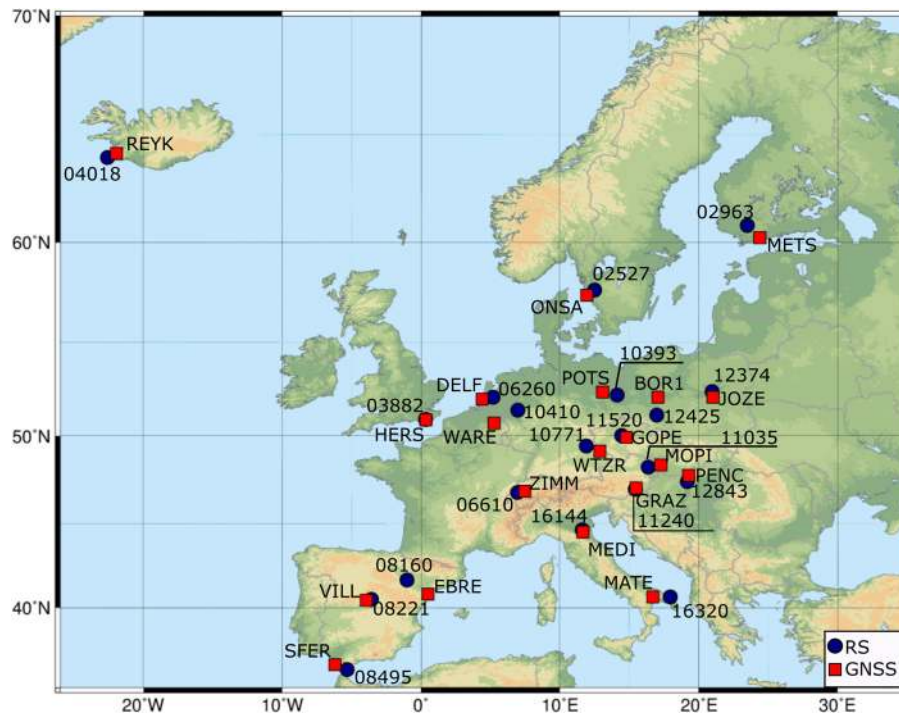 70°N
REYK
04018
02963
60°N
METS
02527
ONSA
10393
POTS
BOR1
12374
DELF
06260
JOZE
03882
10410
11520
12425
HERS
WARE
10771
GOPE
11035
50°N
WTZR
MOPI
ZIMM
PENC
06610
12843
16144
GRAZ
11240
MEDI
08160
VILL
EBRE
MATE
08221
16320
40°N
SFER
08495
RS
GNSS
20°W
10°W
0°
10°E
20°E
30°E